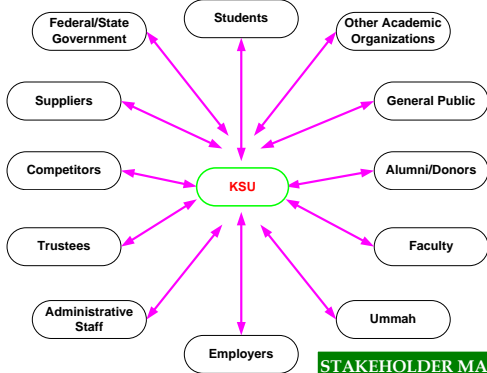 Students
Federal/State
Government
Other Academic
Organizations
Suppliers
General Public
Competitors
KSU
Alumni/Donors
Trustees
Faculty
Administrative
Staff
Ummah
Employers
STAKEHOLDER MA